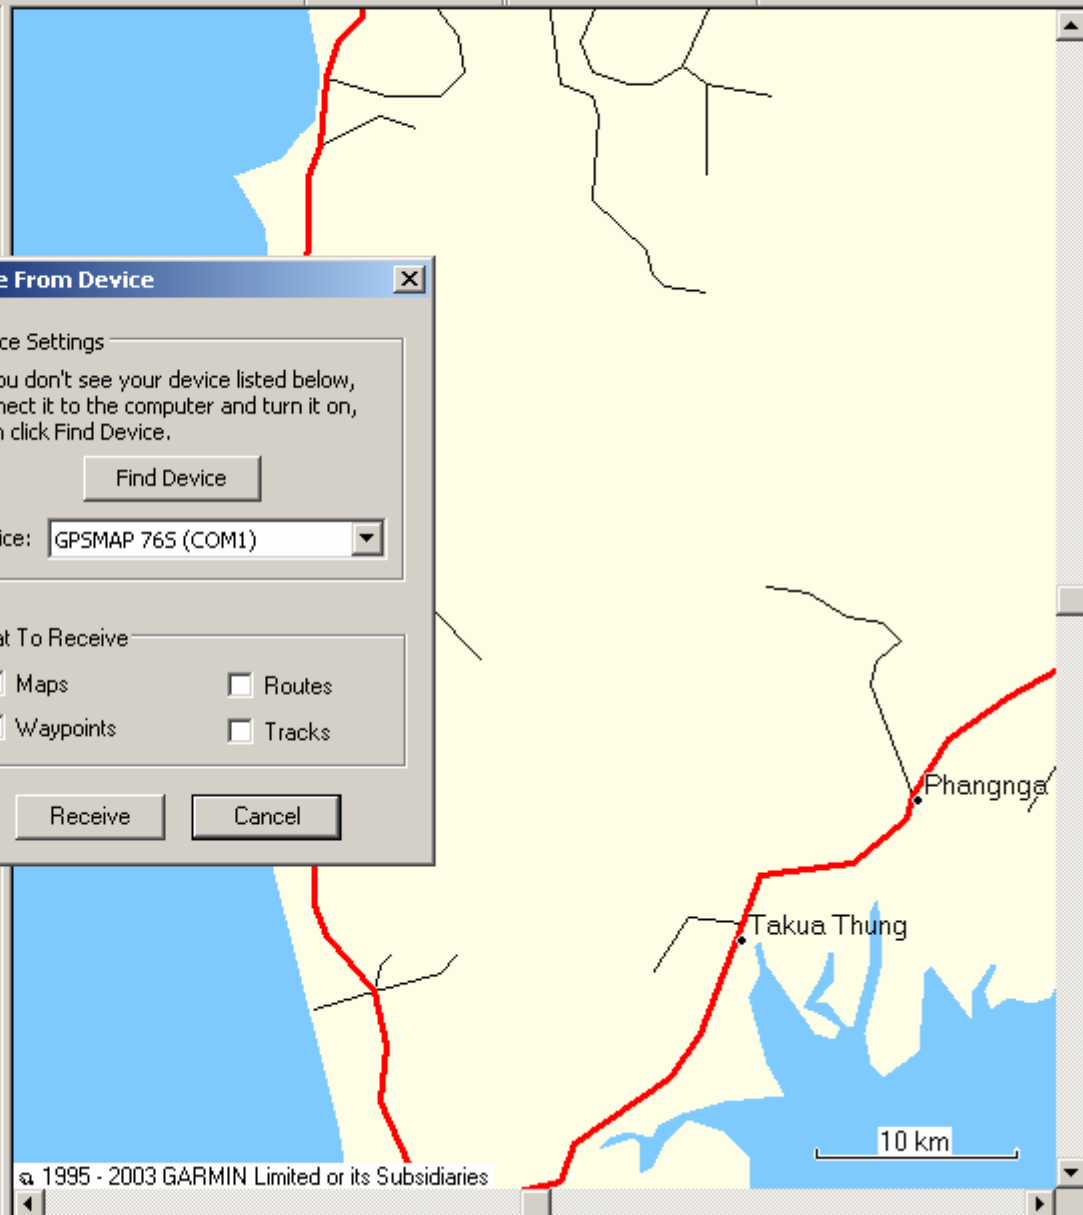 e From Device
ce Settings
ou don't see your device listed below,
nect it to the computer and turn it on,
n click Find Device.
Find Device
ice: GPSMAP 76S (COM1)
at To Receive
Maps Routes
Waypoints Tracks
Receive Cancel
Phangnga
Takua Thung
10 km
1995 - 2003 GARMIN Limited or its Subsidiaries